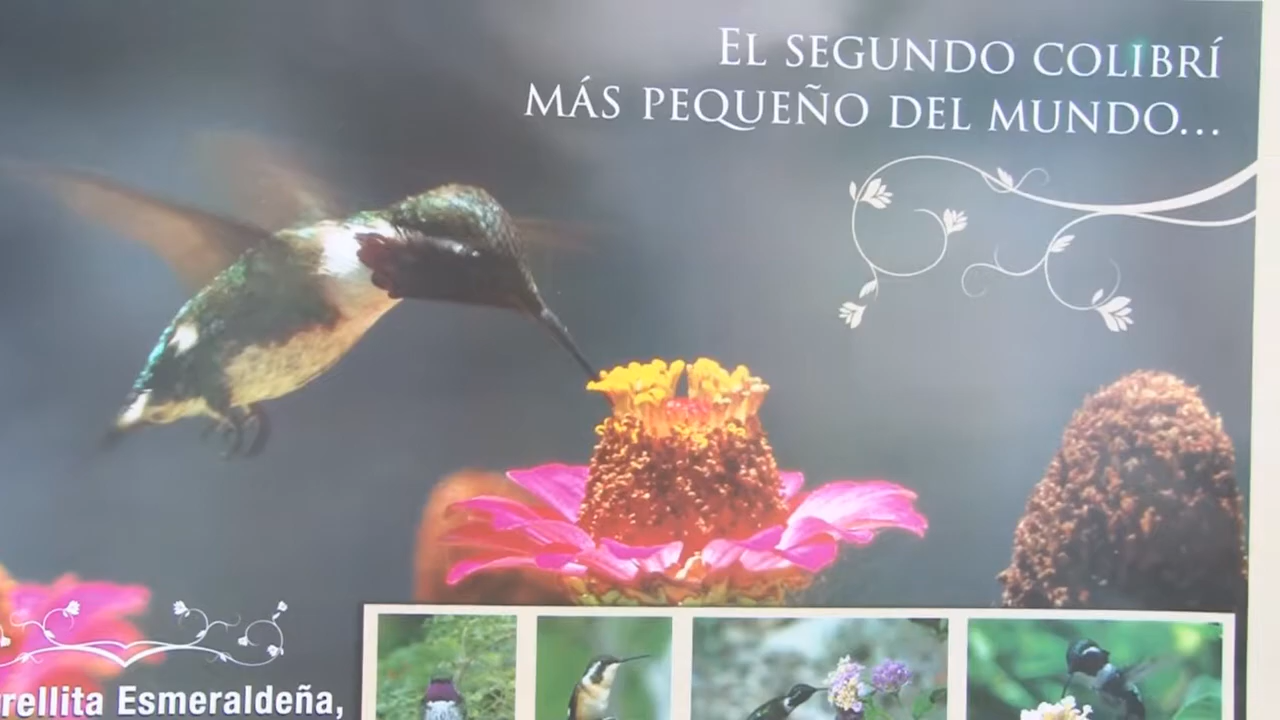 El segundo colibrí
más pequeño del mundo...
rellita Esmeraldeña,